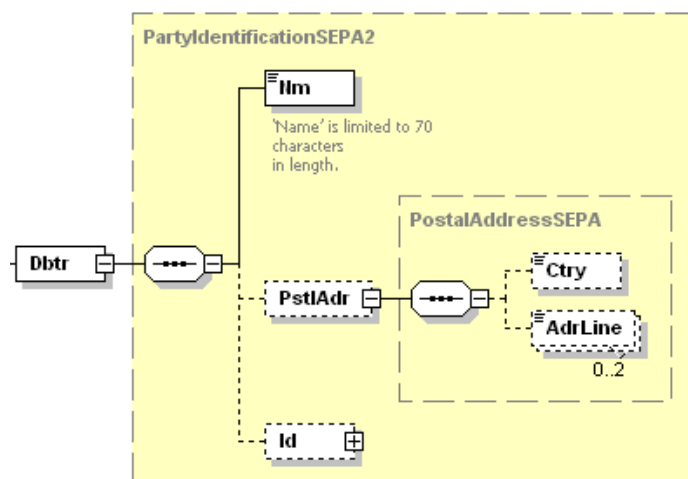 PartyIdentificationSEPA2
Nm
'Name' is limited to 70
characters
in length.
PostalAddressSEPA
Dbtr
PstlAdr
Ctry
AdrLine
0..2
Id